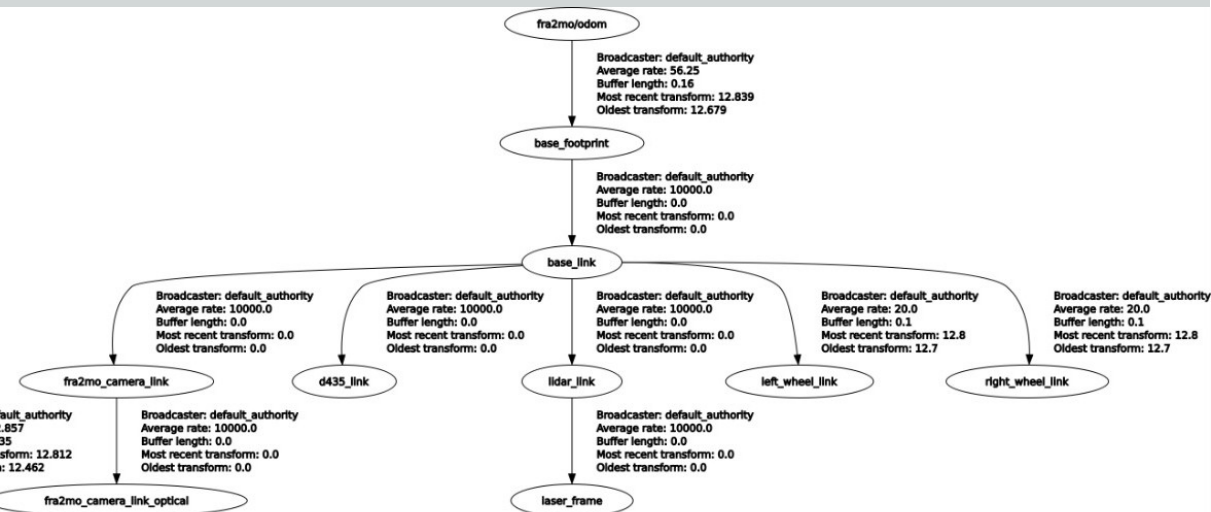 fra2mo/odom
Broadcaster: default_authority
Average rate: 56.25
Buffer length: 0.16
Most recent transform: 12.839
Oldest transform: 12.679
base_footprint
Broadcaster: default_authority
Average rate: 10000.0
Buffer length: 0.0
Most recent transform: 0.0
Oldest transform: 0.0
base_link
Broadcaster: default_authority
Average rate: 10000.0
Buffer length: 0.0
Most recent transform: 0.0
Oldest transform: 0.0
Broadcaster: default_authority
Average rate: 10000.0
Buffer length: 0.0
Most recent transform: 0.0
Oldest transform: 0.0
Broadcaster: default_authority
Average rate: 10000.0
Buffer length: 0.0
Most recent transform: 0.0
Oldest transform: 0.0
Broadcaster: default_authority
Average rate: 20.0
Buffer length: 0.1
Most recent transform: 12.8
Oldest transform: 12.7
Broadcaster: default_authority
Average rate: 20.0
Buffer length: 0.1
Most recent transform: 12.8
Oldest transform: 12.7
fra2mo_camera_link
d435_link
lidar_link
left_wheel_link
right_wheel_link
fault_authority
.857
35
sform: 12.812
: 12.462
Broadcaster: default_authority
Average rate: 10000.0
Buffer length: 0.0
Most recent transform: 0.0
Oldest transform: 0.0
Broadcaster: default_authority
Average rate: 10000.0
Buffer length: 0.0
Most recent transform: 0.0
Oldest transform: 0.0
fra2mo_camera_link_optical
laser_frame